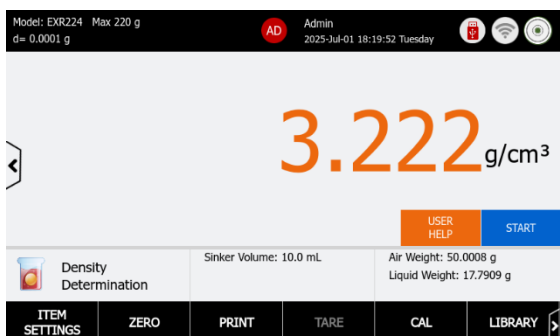 Model: EXR224 Max 220 g
d= 0.0001 g
AD
Admin
2025-Jul-01 18:19:52 Tuesday
3.222 g/cm³
USER
HELP
START
Density
Determination
Sinker Volume: 10.0 mL
Air Weight: 50.0008 g
Liquid Weight: 17.7909 g
ITEM
SETTINGS
ZERO
PRINT
TARE
CAL
LIBRARY